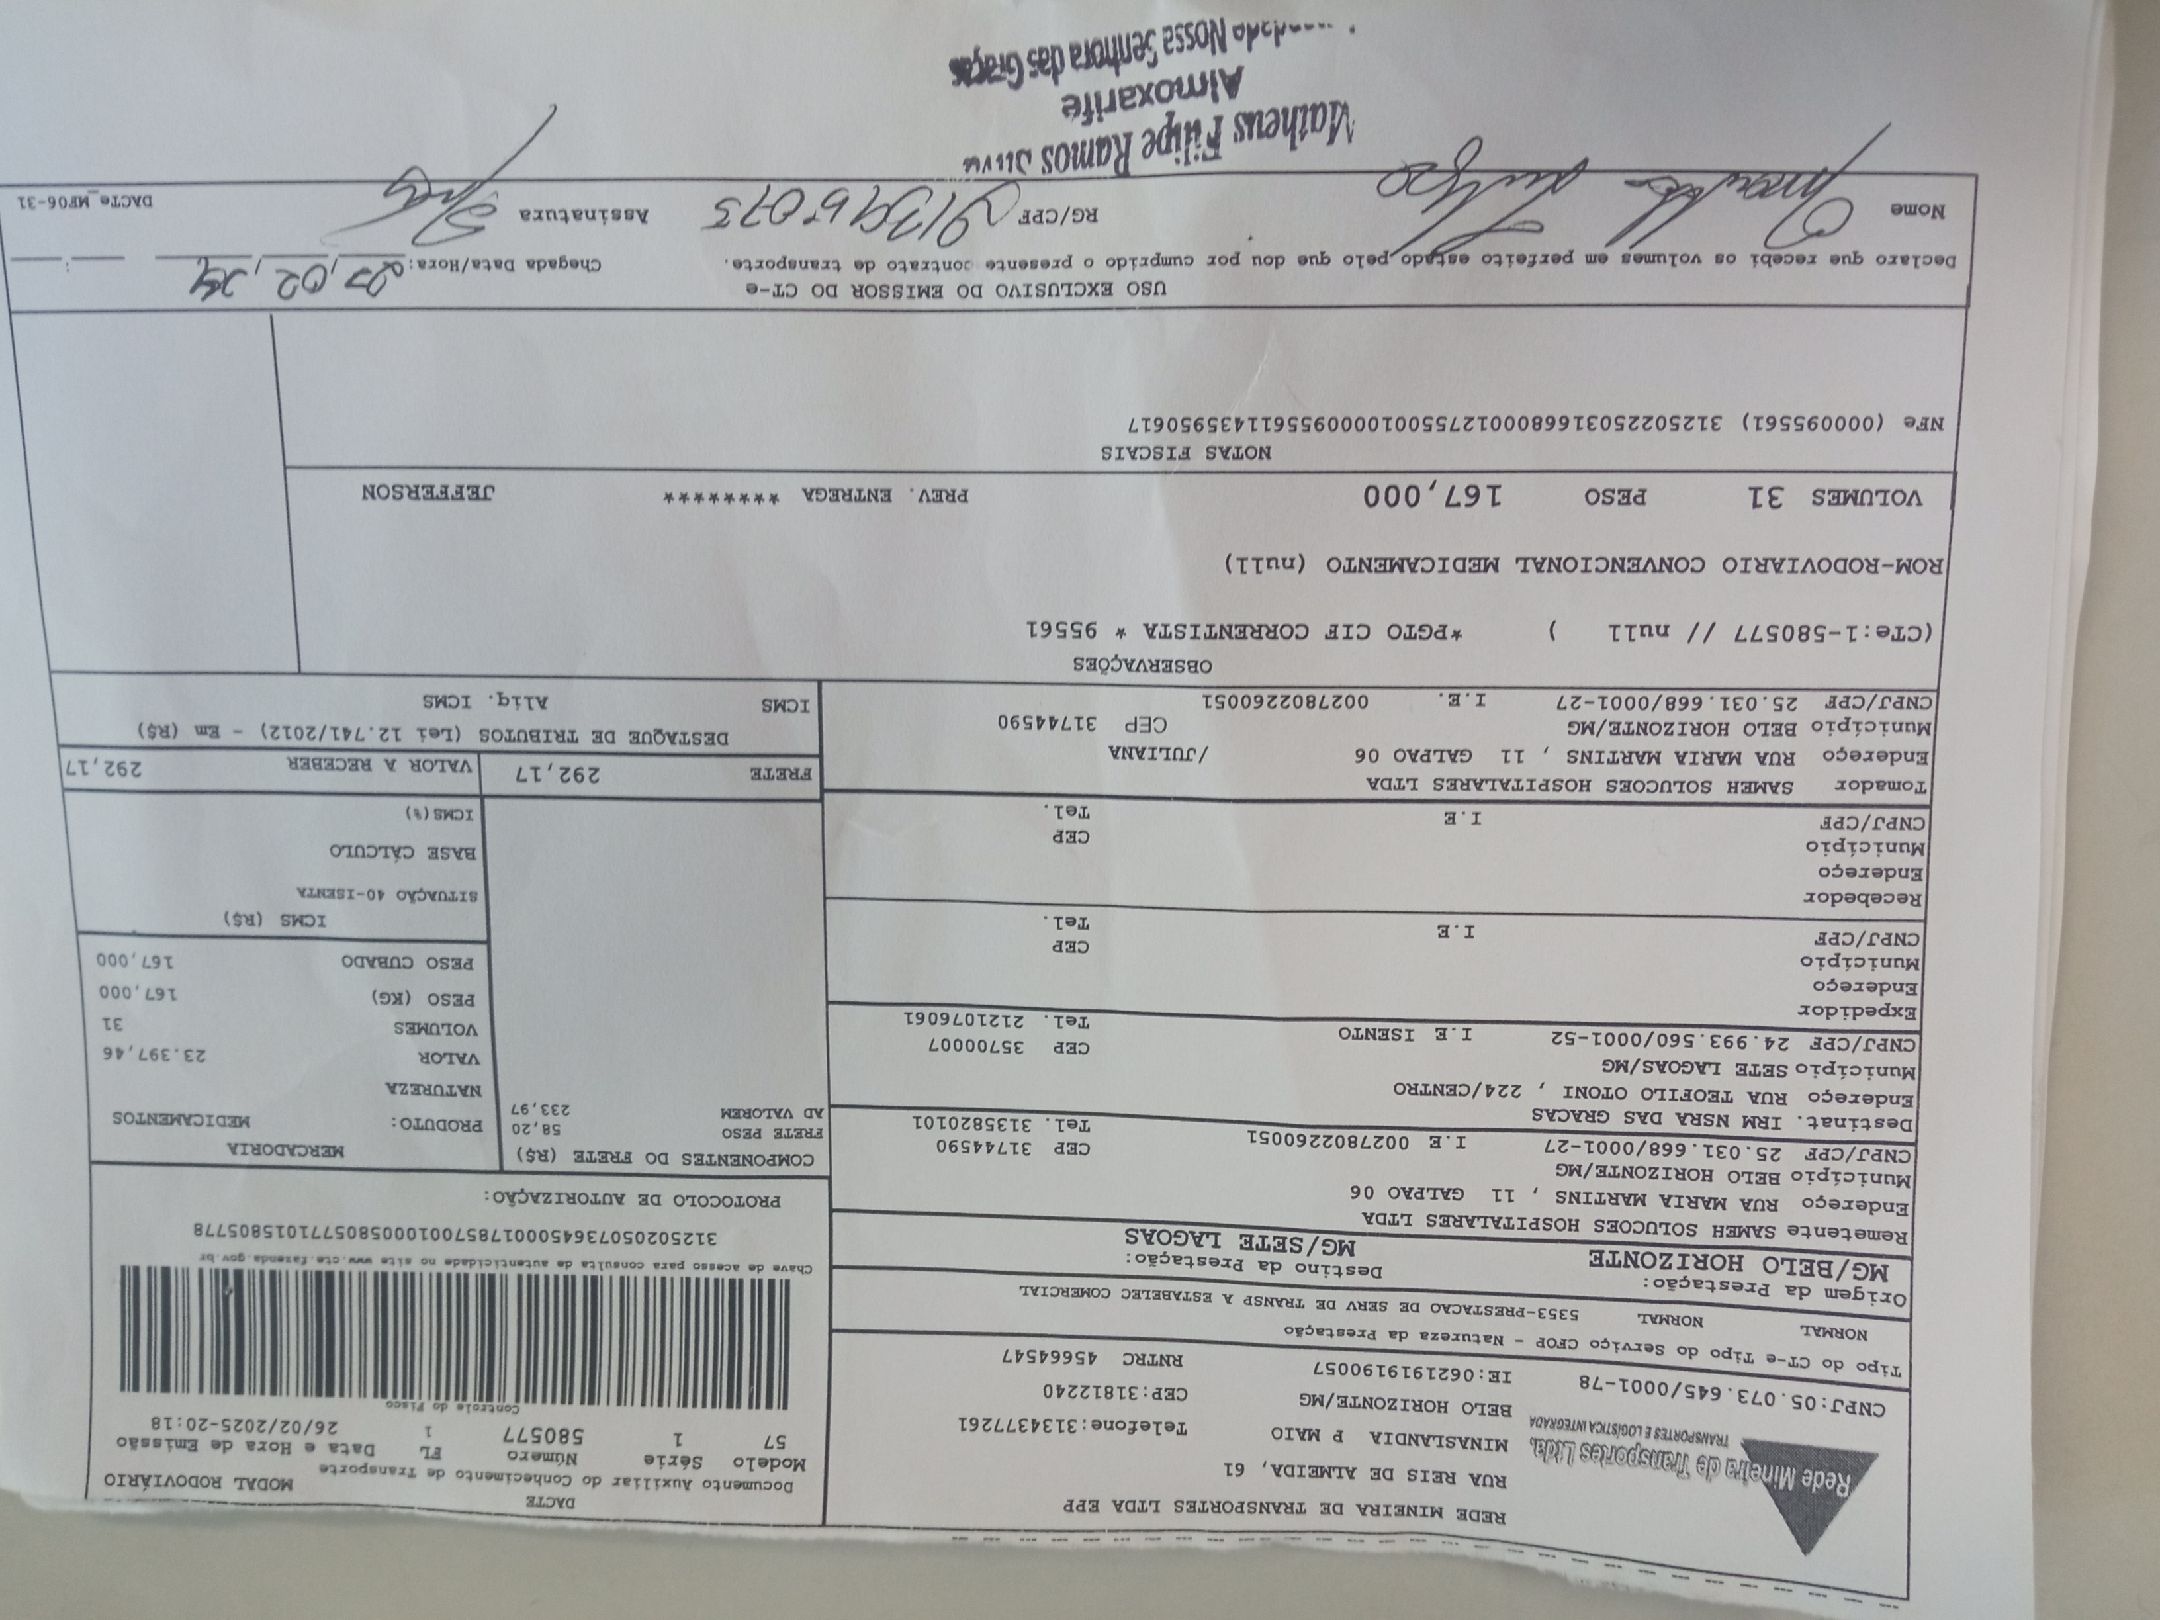 REDE MINEIRA DE TRANSPORTES LTDA EPP
RUA REIS DE ALMEIDA, 61
MINASLANDIA P MAIO Telefone:3134377261
BELO HORIZONTE/MG CEP:31812240
Rede Mineira de Transportes Ltda.
TRANSPORTES E LOGÍSTICA INTEGRADA
CNPJ:05.073.645/0001-78 IE:0621919190057 RNTRC 45664547
DACTE
Documento Auxiliar do Conhecimento de Transporte MODAL RODOVIÁRIO
Modelo Série Número FL Data e Hora de Emissão
57 1 580577 1 26/02/2025-20:18
Controle do Fisco
Chave de acesso para consulta de autenticidade no site www.cte.fazenda.gov.br
31250205073645000178570010005805771015805778
PROTOCOLO DE AUTORIZAÇÃO:
Tipo do CT-e Tipo do Serviço CFOP - Natureza da Prestação
NORMAL NORMAL 5353-PRESTACAO DE SERV DE TRANSP A ESTABELEC COMERCIAL
Origem da Prestação: Destino da Prestação:
MG/BELO HORIZONTE MG/SETE LAGOAS
Remetente SAMEH SOLUCOES HOSPITALARES LTDA
Endereço RUA MARIA MARTINS , 11 GALPAO 06
Município BELO HORIZONTE/MG CEP 31744590
CNPJ/CPF 25.031.668/0001-27 I.E 0027802260051 Tel. 3135820101
Destinat. IRM NSRA DAS GRACAS
Endereço RUA TEOFILO OTONI , 224/CENTRO
Município SETE LAGOAS/MG CEP 35700007
CNPJ/CPF 24.993.560/0001-52 I.E ISENTO Tel. 2121076061
Expedidor
Endereço
Município CEP
CNPJ/CPF I.E Tel.
Recebedor
Endereço
Município CEP
CNPJ/CPF I.E Tel.
Tomador SAMEH SOLUCOES HOSPITALARES LTDA
Endereço RUA MARIA MARTINS , 11 GALPAO 06 /JULIANA
Município BELO HORIZONTE/MG CEP 31744590
CNPJ/CPF 25.031.668/0001-27 I.E. 0027802260051
COMPONENTES DO FRETE (R$)
FRETE PESO 58,20
AD VALOREM 233,97
MERCADORIA
PRODUTO: MEDICAMENTOS
NATUREZA
VALOR 23.397,46
VOLUMES 31
PESO (KG) 167,000
PESO CUBADO 167,000
ICMS (R$)
SITUAÇÃO 40-ISENTA
BASE CÁLCULO
ICMS(%)
FRETE 292,17 VALOR A RECEBER 292,17
DESTAQUE DE TRIBUTOS (Lei 12.741/2012) - Em (R$)
ICMS Alíq. ICMS
OBSERVAÇÕES
(CTe:1-580577 // null ) *PGTO CIF CORRENTISTA * 95561
ROM-RODOVIARIO CONVENCIONAL MEDICAMENTO (null)
VOLUMES 31 PESO 167,000 PREV. ENTREGA ********* JEFFERSON
NOTAS FISCAIS
NFe (000095561) 31250225031668000127550010000955611435950617
USO EXCLUSIVO DO EMISSOR DO CT-e
Declaro que recebi os volumes em perfeito estado pelo que dou por cumprido o presente contrato de transporte. Chegada Data/Hora: 27,02,
Nome RG/CPF Assinatura DACTe_MF06-31
Matheus Filipe Ramos Silva
Almoxarife
Nossa Senhora das Graças